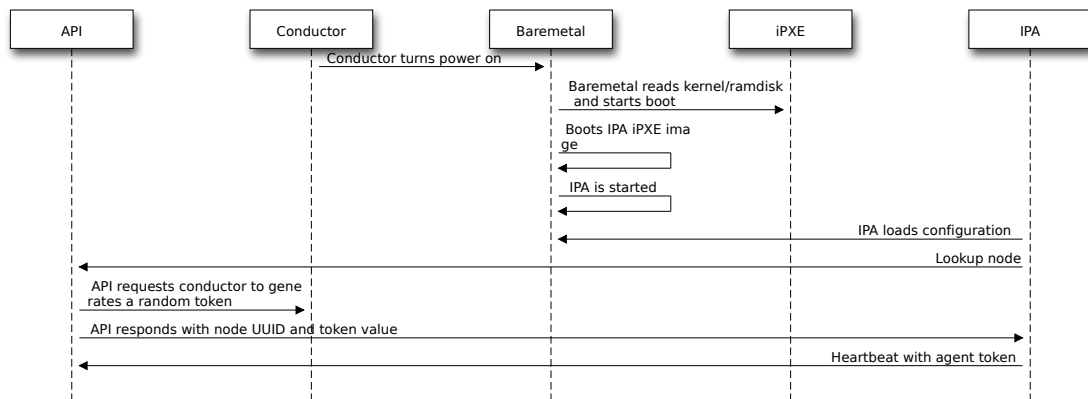 API
Conductor
Baremetal
iPXE
IPA
Conductor turns power on
Baremetal reads kernel/ramdisk
and starts boot
Boots IPA iPXE ima
ge
IPA is started
IPA loads configuration
Lookup node
API requests conductor to gene
rates a random token
API responds with node UUID and token value
Heartbeat with agent token